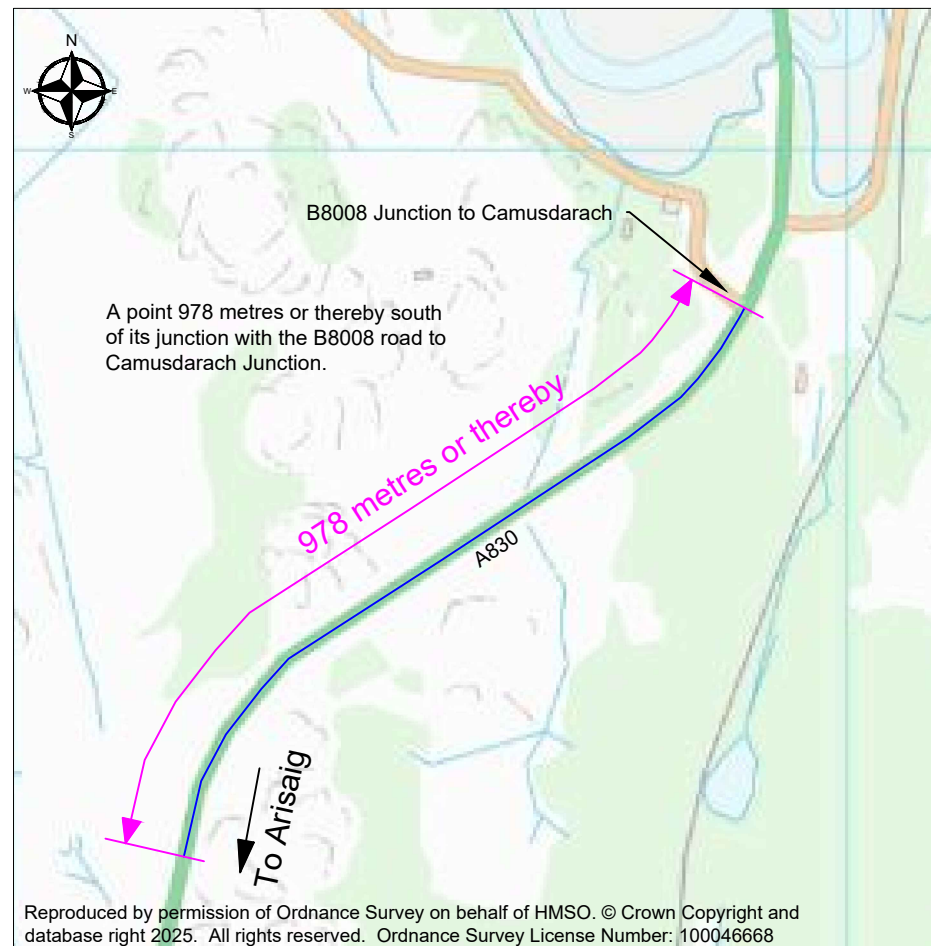 N
W
E
S
B8008 Junction to Camusdarach
A point 978 metres or thereby south
of its junction with the B8008 road to
Camusdarach Junction.
978 metres or thereby
A830
To Arisaig
Reproduced by permission of Ordnance Survey on behalf of HMSO. © Crown Copyright and
database right 2025. All rights reserved. Ordnance Survey License Number: 100046668